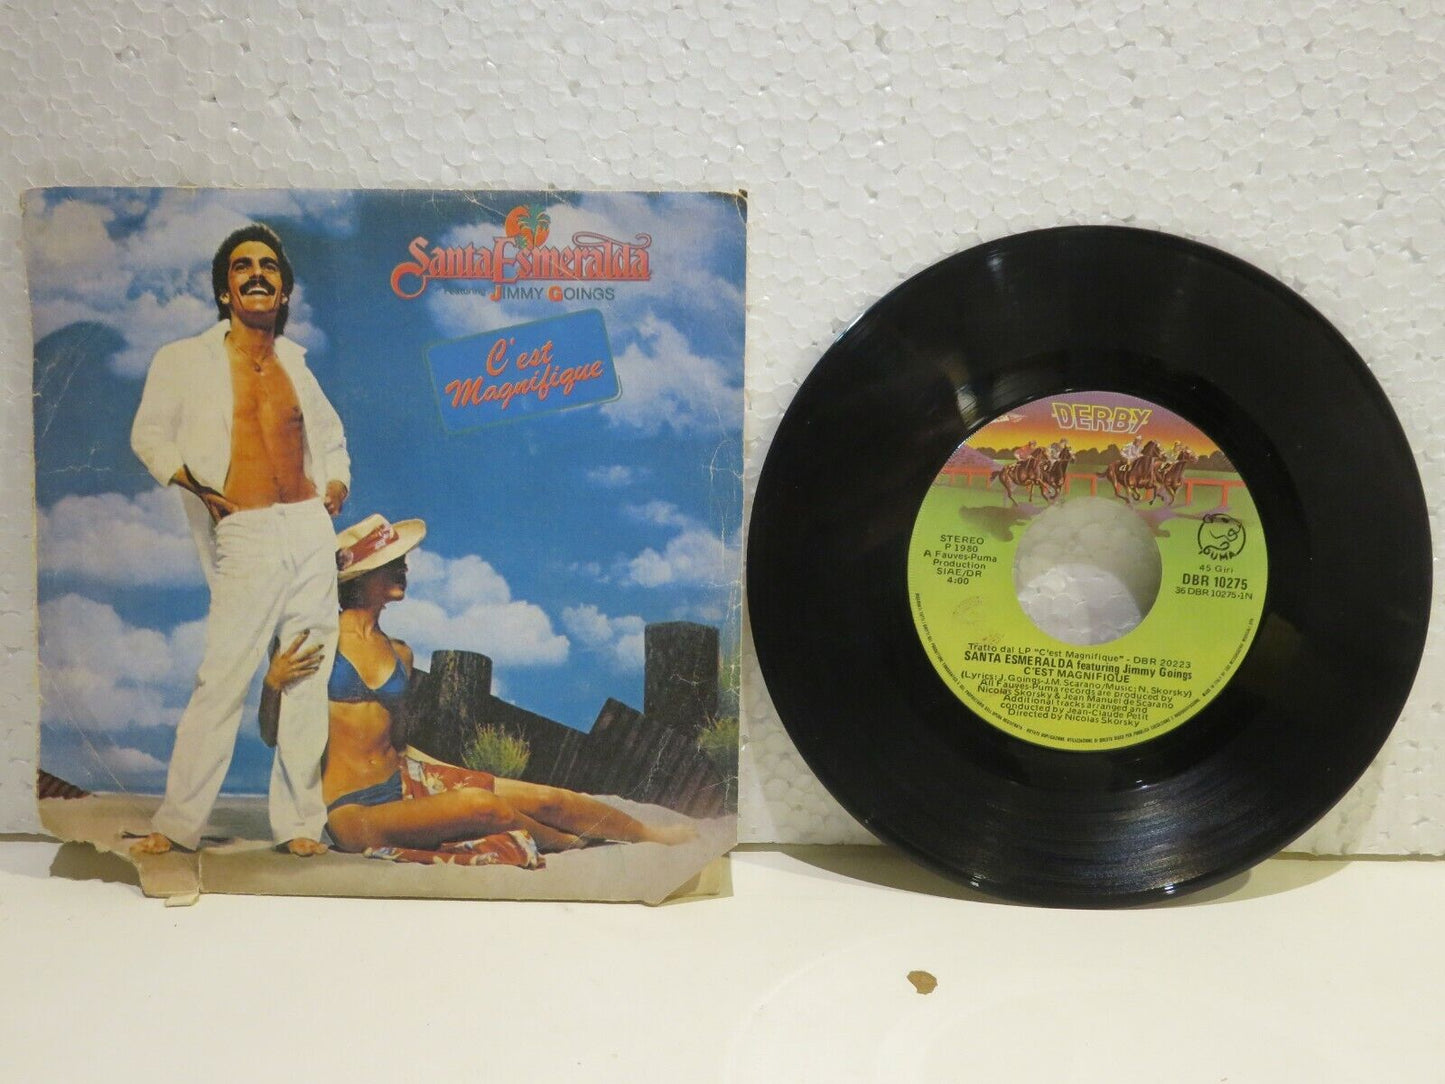 Santa Esmeralda
Featuring JIMMY GOINGS
C'est
Magnifique
DERBY
STEREO
P 1980
A Fauves-Puma
Production
SIAE/DR
4:00
PUMA
45 Giri
DBR 10275
36 DBR 10275-1N
Tratto dal LP "C'est Magnifique" - DBR 20223
SANTA ESMERALDA featuring Jimmy Goings
C'EST MAGNIFIQUE
(Lyrics: J. Goings-J.M. Scarano/Music: N. Skorsky)
All Fauves-Puma records are produced by
Nicolas Skorsky & Jean Manuel de Scarano
Additional tracks arranged and
conducted by Jean-Claude Petit
Directed by Nicolas Skorsky